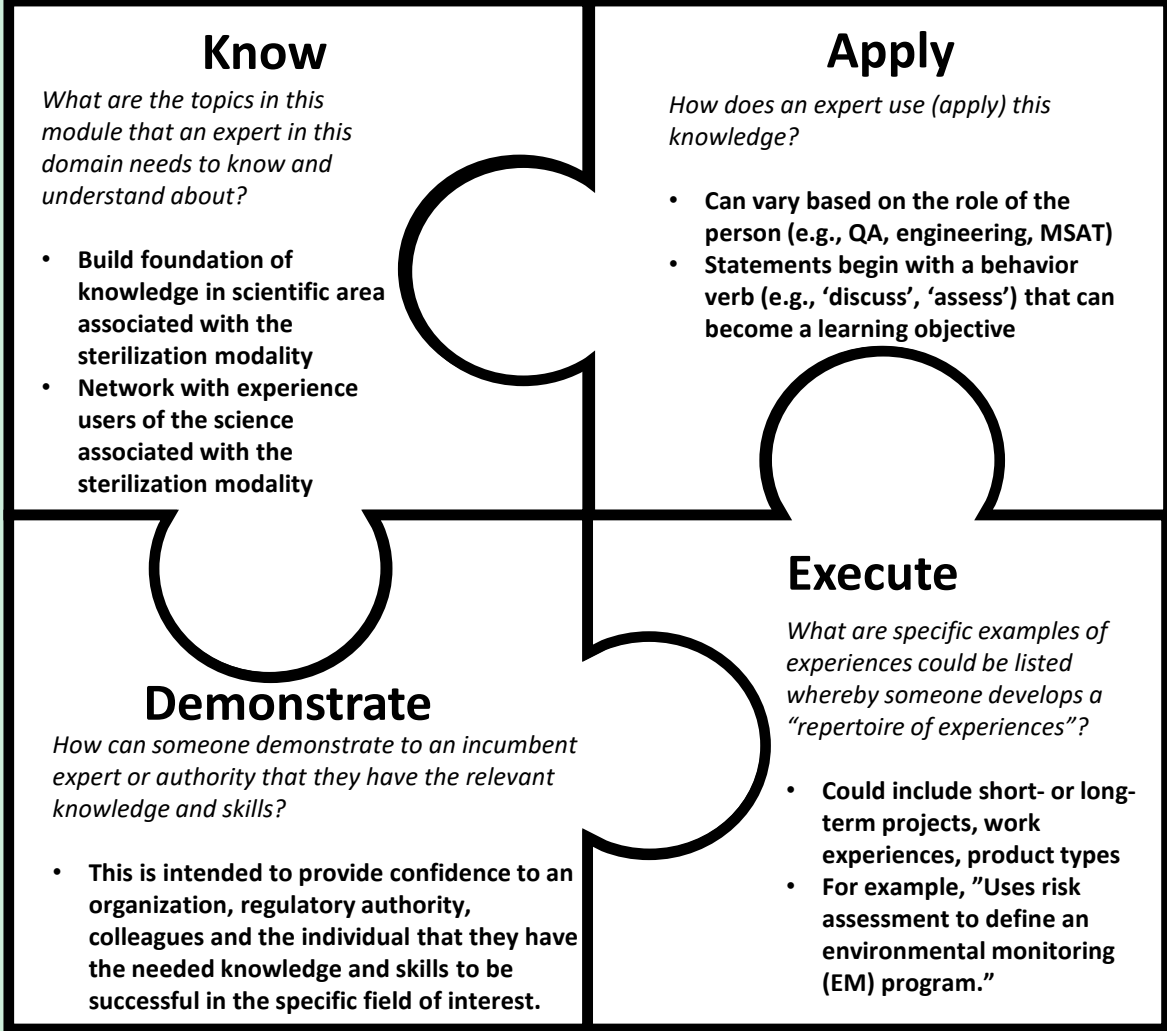 Know
What are the topics in this
module that an expert in this
domain needs to know and
understand about?
• Build foundation of
knowledge in scientific area
associated with the
sterilization modality
• Network with experience
users of the science
associated with the
sterilization modality
Apply
How does an expert use (apply) this
knowledge?
• Can vary based on the role of the
person (e.g., QA, engineering, MSAT)
• Statements begin with a behavior
verb (e.g., ‘discuss’, ‘assess’) that can
become a learning objective
Demonstrate
How can someone demonstrate to an incumbent
expert or authority that they have the relevant
knowledge and skills?
• This is intended to provide confidence to an
organization, regulatory authority,
colleagues and the individual that they have
the needed knowledge and skills to be
successful in the specific field of interest.
Execute
What are specific examples of
experiences could be listed
whereby someone develops a
“repertoire of experiences”?
• Could include short- or long-
term projects, work
experiences, product types
• For example, ”Uses risk
assessment to define an
environmental monitoring
(EM) program.”